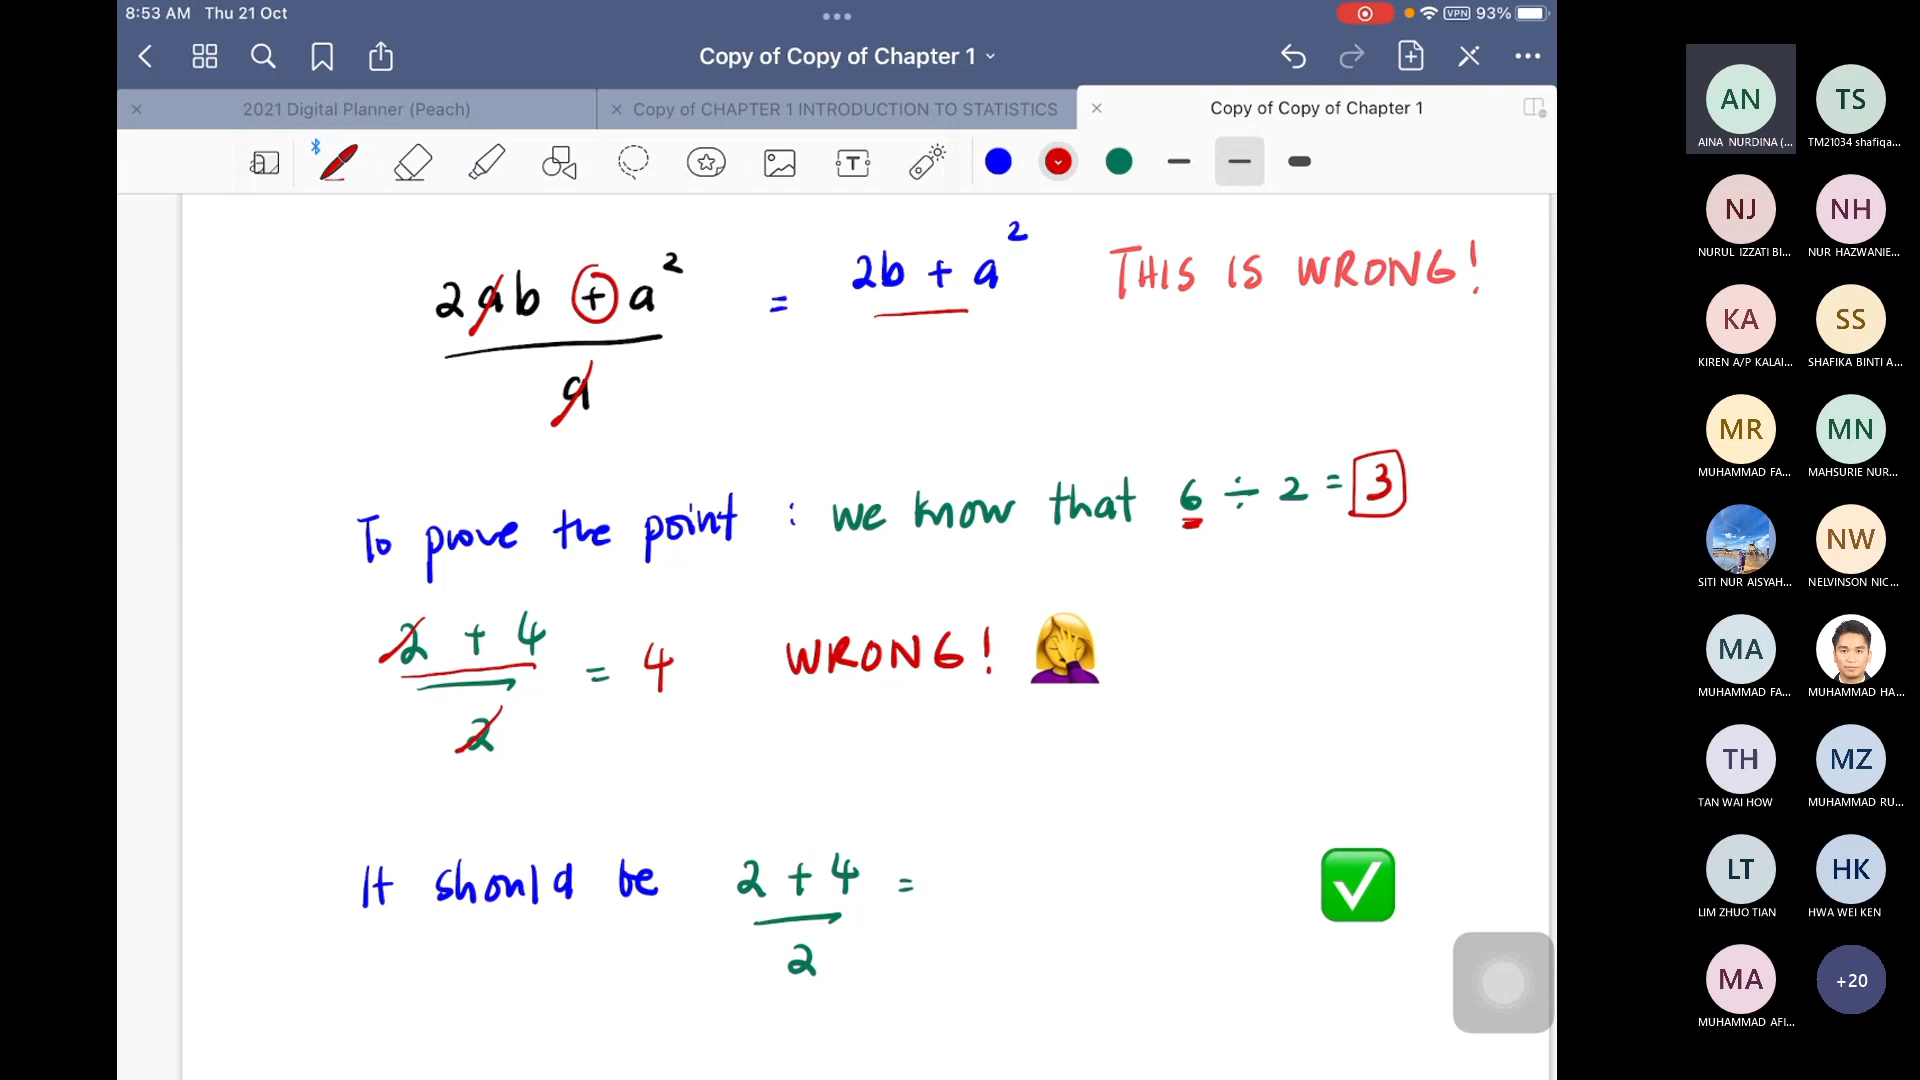 8:53 AM Thu 21 Oct
VPN 93%
Copy of Copy of Chapter 1
2021 Digital Planner (Peach)
Copy of CHAPTER 1 INTRODUCTION TO STATISTICS
Copy of Copy of Chapter 1
2ab + a²
a
= 2b + a² THIS IS WRONG!
To prove the point : we know that 6 ÷ 2 = 3
2 + 4
2
= 4 WRONG!
It should be 2 + 4 =
2
AN TS
AINA NURDINA (... TM21034 shafiqa...
NJ NH
NURUL IZZATI BI... NUR HAZWANIE...
KA SS
KIREN A/P KALAI... SHAFIKA BINTI A...
MR MN
MUHAMMAD FA... MAHSURIE NUR...
NW
SITI NUR AISYAH... NELVINSON NIC...
MA
MUHAMMAD FA... MUHAMMAD HA...
TH MZ
TAN WAI HOW MUHAMMAD RU...
LT HK
LIM ZHUO TIAN HWA WEI KEN
MA +20
MUHAMMAD AFI...